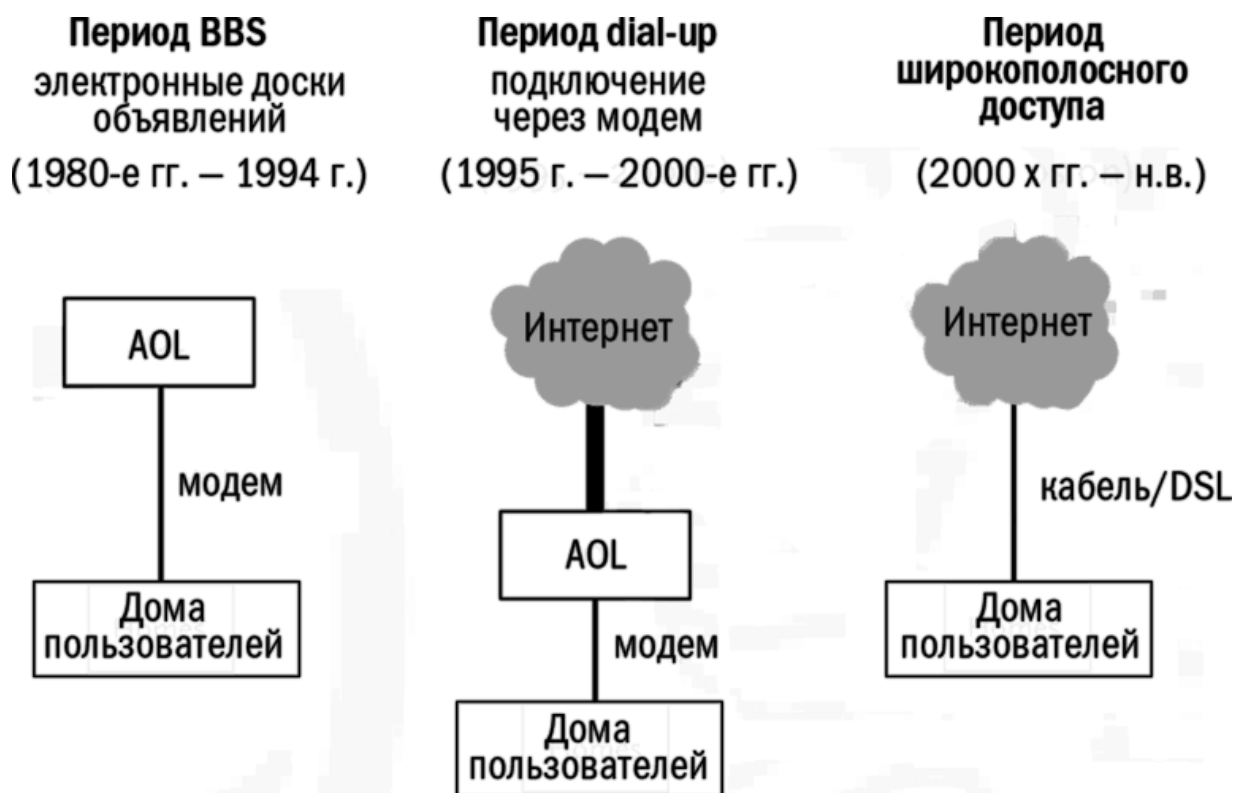 Период BBS
электронные доски
объявлений
(1980-е гг. – 1994 г.)
AOL
модем
Дома
пользователей
Период dial-up
подключение
через модем
(1995 г. – 2000-е гг.)
Интернет
AOL
модем
Дома
пользователей
Период
широкополосного
доступа
(2000 х гг. – н.в.)
Интернет
кабель/DSL
Дома
пользователей